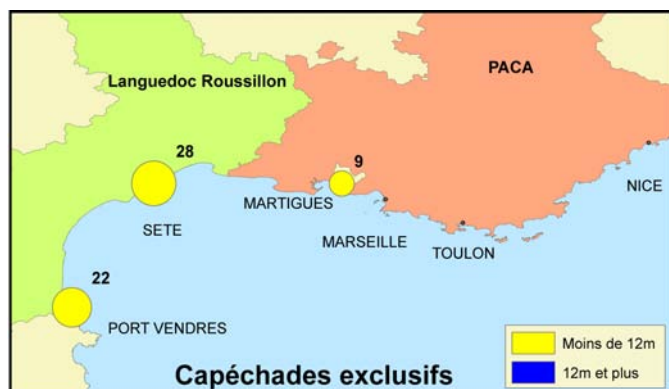 PACA
Languedoc Roussillon
28
9
NICE
MARTIGUES
SETE
MARSEILLE
TOULON
22
PORT VENDRES
Moins de 12m
12m et plus
Capéchades exclusifs